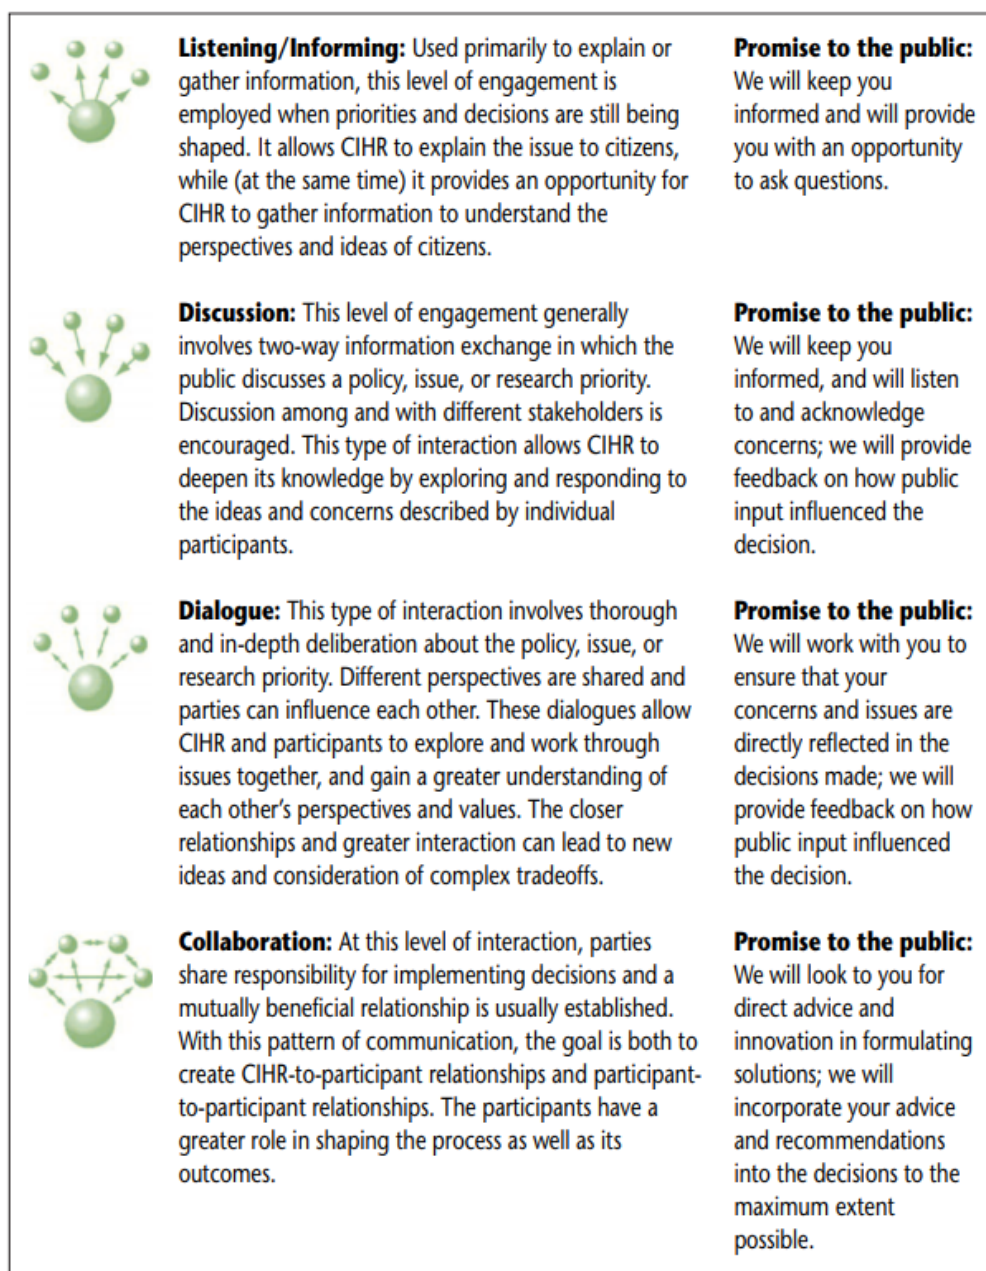 Listening/Informing: Used primarily to explain or
gather information, this level of engagement is
employed when priorities and decisions are still being
shaped. It allows CIHR to explain the issue to citizens,
while (at the same time) it provides an opportunity for
CIHR to gather information to understand the
perspectives and ideas of citizens.
Promise to the public:
We will keep you
informed and will provide
you with an opportunity
to ask questions.
Discussion: This level of engagement generally
involves two-way information exchange in which the
public discusses a policy, issue, or research priority.
Discussion among and with different stakeholders is
encouraged. This type of interaction allows CIHR to
deepen its knowledge by exploring and responding to
the ideas and concerns described by individual
participants.
Promise to the public:
We will keep you
informed, and will listen
to and acknowledge
concerns; we will provide
feedback on how public
input influenced the
decision.
Dialogue: This type of interaction involves thorough
and in-depth deliberation about the policy, issue, or
research priority. Different perspectives are shared and
parties can influence each other. These dialogues allow
CIHR and participants to explore and work through
issues together, and gain a greater understanding of
each other's perspectives and values. The closer
relationships and greater interaction can lead to new
ideas and consideration of complex tradeoffs.
Promise to the public:
We will work with you to
ensure that your
concerns and issues are
directly reflected in the
decisions made; we will
provide feedback on how
public input influenced
the decision.
Collaboration: At this level of interaction, parties
share responsibility for implementing decisions and a
mutually beneficial relationship is usually established.
With this pattern of communication, the goal is both to
create CIHR-to-participant relationships and participant-
to-participant relationships. The participants have a
greater role in shaping the process as well as its
outcomes.
Promise to the public:
We will look to you for
direct advice and
innovation in formulating
solutions; we will
incorporate your advice
and recommendations
into the decisions to the
maximum extent
possible.